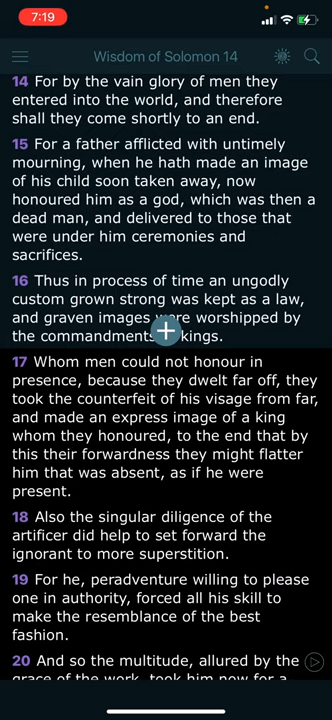 7:19
Wisdom of Solomon 14
14 For by the vain glory of men they
entered into the world, and therefore
shall they come shortly to an end.
15 For a father afflicted with untimely
mourning, when he hath made an image
of his child soon taken away, now
honoured him as a god, which was then a
dead man, and delivered to those that
were under him ceremonies and
sacrifices.
16 Thus in process of time an ungodly
custom grown strong was kept as a law,
and graven images were worshipped by
the commandments kings.
17 Whom men could not honour in
presence, because they dwelt far off, they
took the counterfeit of his visage from far,
and made an express image of a king
whom they honoured, to the end that by
this their forwardness they might flatter
him that was absent, as if he were
present.
18 Also the singular diligence of the
artificer did help to set forward the
ignorant to more superstition.
19 For he, peradventure willing to please
one in authority, forced all his skill to
make the resemblance of the best
fashion.
20 And so the multitude, allured by the
grace of the work, took him now for a